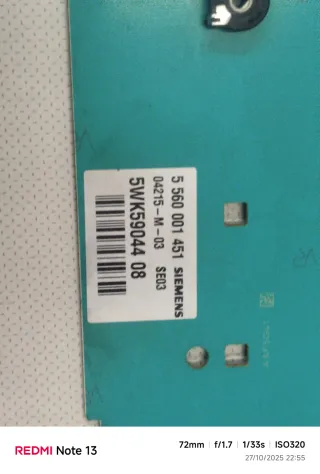 5 560 001 451 SIEMENS
04215-M-03 SE03
5WK59044 08
REDMI Note 13
72mm | f/1.7 | 1/33s | ISO320
27/10/2025 22:55